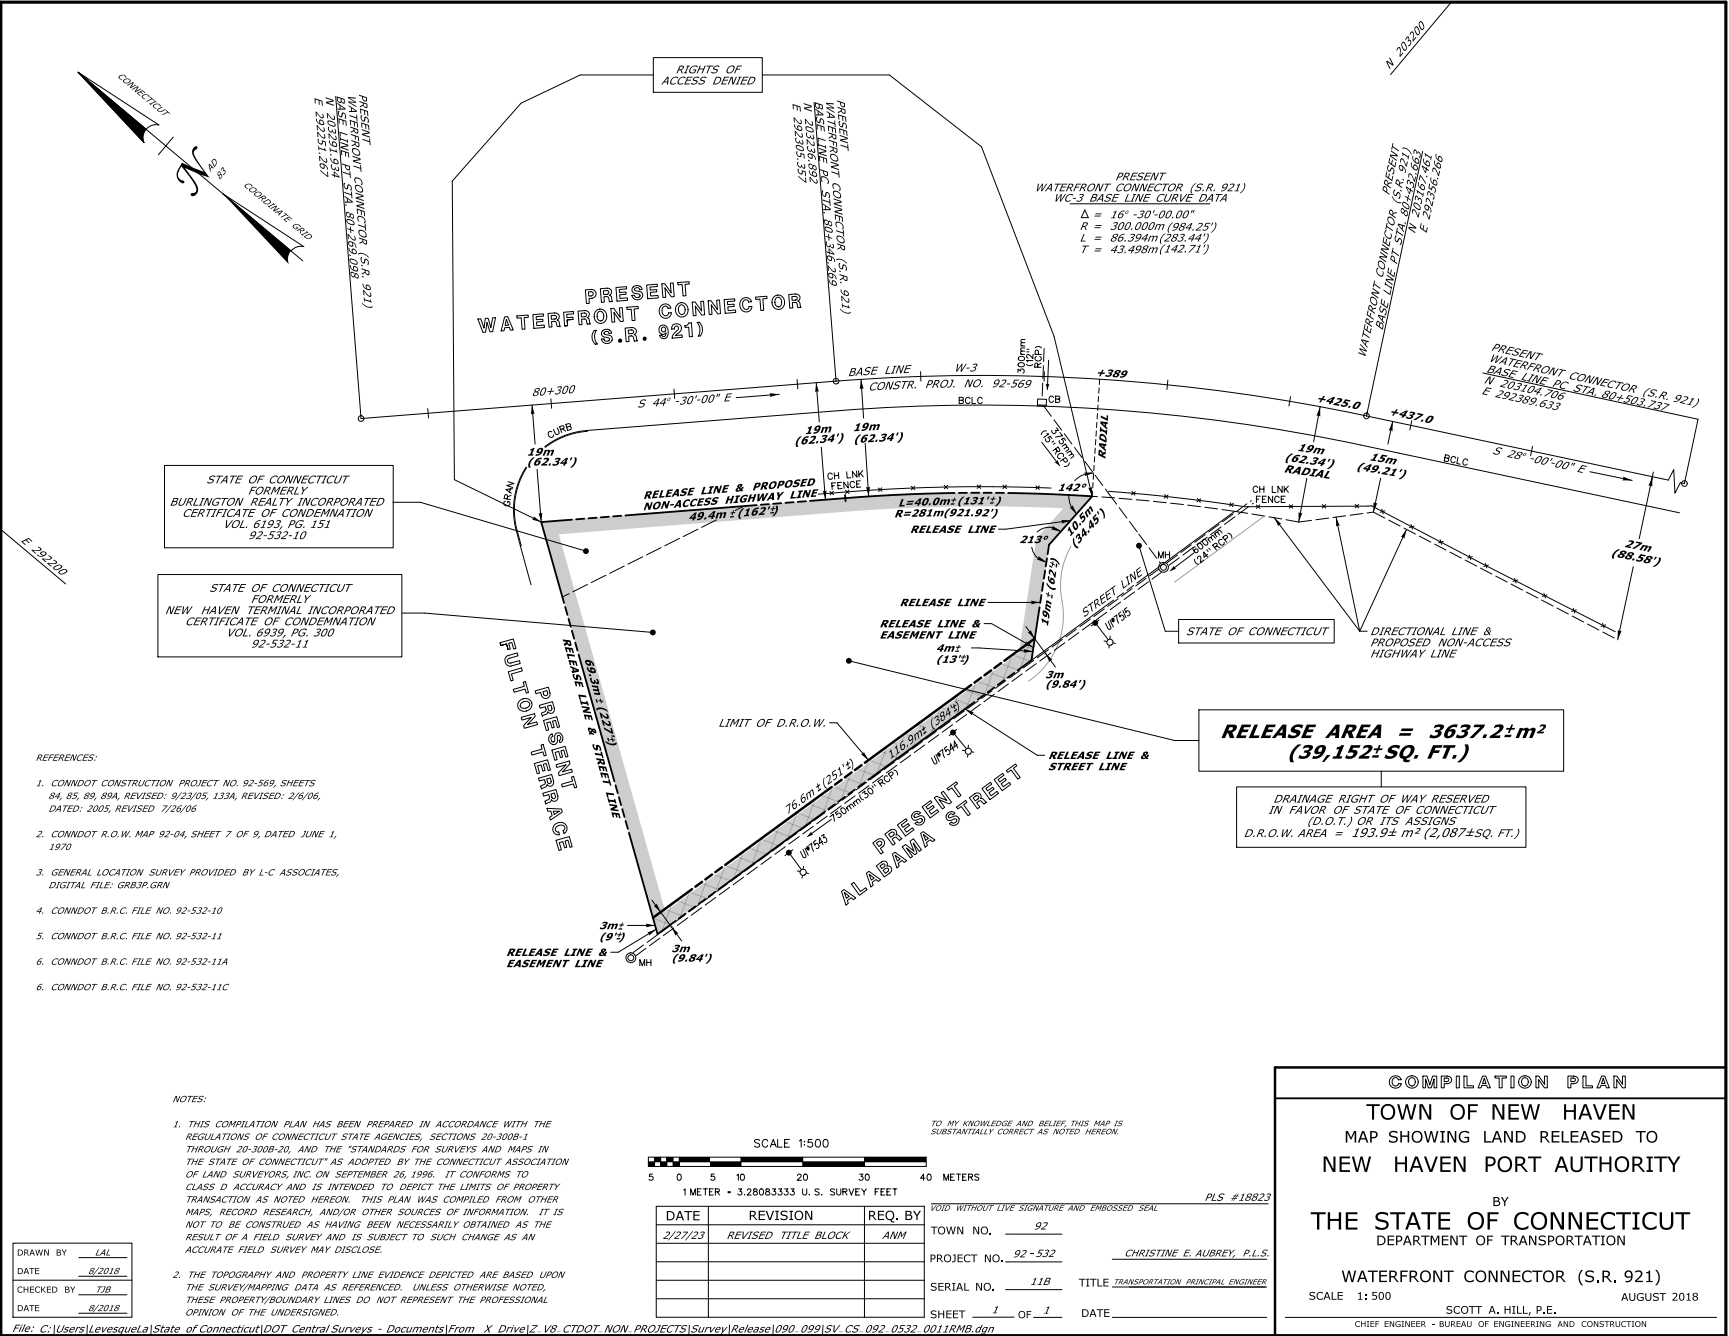 RIGHTS OF
ACCESS DENIED
N 203200
CONNECTICUT
N
AD
83
COORDINATE GRID
PRESENT
WATERFRONT CONNECTOR (S.R. 921)
BASE LINE PT STA. 80+269.098
N 203291.934
E 292251.267
PRESENT
WATERFRONT CONNECTOR (S.R. 921)
BASE LINE PC STA. 80+346.269
N 203236.892
E 292305.357
PRESENT
WATERFRONT CONNECTOR (S.R. 921)
WC-3 BASE LINE CURVE DATA
Δ = 16° -30'-00.00"
R = 300.000m (984.25')
L = 86.394m (283.44')
T = 43.498m (142.71')
PRESENT
WATERFRONT CONNECTOR (S.R. 921)
BASE LINE PT STA. 80+432.663
N 203167.461
E 292356.266
PRESENT
WATERFRONT CONNECTOR (S.R. 921)
BASE LINE PC STA. 80+503.737
N 203104.706
E 292389.633
PRESENT
WATERFRONT CONNECTOR
(S.R. 921)
80+300
S 44° -30'-00" E
BASE LINE W-3
CONSTR. PROJ. NO. 92-569
300mm
(12"
RCP)
+389
+425.0
+437.0
S 28° -00'-00" E
BCLC
CB
BCLC
CURB
GRAN
19m
(62.34')
19m
(62.34')
19m
(62.34')
375mm
(15" RCP)
RADIAL
19m
(62.34')
RADIAL
15m
(49.21')
27m
(88.58')
CH LNK
FENCE
CH LNK
FENCE
RELEASE LINE & PROPOSED
NON-ACCESS HIGHWAY LINE
49.4m ± (162'±)
L=40.0m± (131'±)
R=281m(921.92')
142°
RELEASE LINE
10.5m
(34.45')
213°
19m± (62'±)
MH
600mm
(24" RCP)
STREET LINE
UI#7515
RELEASE LINE
RELEASE LINE &
EASEMENT LINE
4m±
(13'±)
3m
(9.84')
STATE OF CONNECTICUT
DIRECTIONAL LINE &
PROPOSED NON-ACCESS
HIGHWAY LINE
STATE OF CONNECTICUT
FORMERLY
BURLINGTON REALTY INCORPORATED
CERTIFICATE OF CONDEMNATION
VOL. 6193, PG. 151
92-532-10
E 292200
STATE OF CONNECTICUT
FORMERLY
NEW HAVEN TERMINAL INCORPORATED
CERTIFICATE OF CONDEMNATION
VOL. 6939, PG. 300
92-532-11
PRESENT
FULTON TERRACE
69.3m ± (227'±)
RELEASE LINE & STREET LINE
LIMIT OF D.R.O.W.
76.6m ± (251'±)
116.9m± (384'±)
750mm(30" RCP)
UI#7544
UI#7543
PRESENT
ALABAMA STREET
RELEASE LINE &
STREET LINE
RELEASE AREA = 3637.2±m²
(39,152±SQ. FT.)
DRAINAGE RIGHT OF WAY RESERVED
IN FAVOR OF STATE OF CONNECTICUT
(D.O.T.) OR ITS ASSIGNS
D.R.O.W. AREA = 193.9± m² (2,087±SQ. FT.)
3m±
(9'±)
RELEASE LINE &
EASEMENT LINE
MH
3m
(9.84')
REFERENCES:
1. CONNDOT CONSTRUCTION PROJECT NO. 92-569, SHEETS
84, 85, 89, 89A, REVISED: 9/23/05, 133A, REVISED: 2/6/06,
DATED: 2005, REVISED 7/26/06
2. CONNDOT R.O.W. MAP 92-04, SHEET 7 OF 9, DATED JUNE 1,
1970
3. GENERAL LOCATION SURVEY PROVIDED BY L-C ASSOCIATES,
DIGITAL FILE: GRB3P.GRN
4. CONNDOT B.R.C. FILE NO. 92-532-10
5. CONNDOT B.R.C. FILE NO. 92-532-11
6. CONNDOT B.R.C. FILE NO. 92-532-11A
6. CONNDOT B.R.C. FILE NO. 92-532-11C
NOTES:
1. THIS COMPILATION PLAN HAS BEEN PREPARED IN ACCORDANCE WITH THE
REGULATIONS OF CONNECTICUT STATE AGENCIES, SECTIONS 20-300B-1
THROUGH 20-300B-20, AND THE "STANDARDS FOR SURVEYS AND MAPS IN
THE STATE OF CONNECTICUT" AS ADOPTED BY THE CONNECTICUT ASSOCIATION
OF LAND SURVEYORS, INC. ON SEPTEMBER 26, 1996. IT CONFORMS TO
CLASS D ACCURACY AND IS INTENDED TO DEPICT THE LIMITS OF PROPERTY
TRANSACTION AS NOTED HEREON. THIS PLAN WAS COMPILED FROM OTHER
MAPS, RECORD RESEARCH, AND/OR OTHER SOURCES OF INFORMATION. IT IS
NOT TO BE CONSTRUED AS HAVING BEEN NECESSARILY OBTAINED AS THE
RESULT OF A FIELD SURVEY AND IS SUBJECT TO SUCH CHANGE AS AN
ACCURATE FIELD SURVEY MAY DISCLOSE.
2. THE TOPOGRAPHY AND PROPERTY LINE EVIDENCE DEPICTED ARE BASED UPON
THE SURVEY/MAPPING DATA AS REFERENCED. UNLESS OTHERWISE NOTED,
THESE PROPERTY/BOUNDARY LINES DO NOT REPRESENT THE PROFESSIONAL
OPINION OF THE UNDERSIGNED.
DRAWN BY LAL
DATE 8/2018
CHECKED BY TJB
DATE 8/2018
SCALE 1:500
5 0 5 10 20 30 40 METERS
1 METER = 3.28083333 U. S. SURVEY FEET
DATE REVISION REQ. BY
2/27/23 REVISED TITLE BLOCK ANM
TO MY KNOWLEDGE AND BELIEF, THIS MAP IS
SUBSTANTIALLY CORRECT AS NOTED HEREON.
PLS #18823
VOID WITHOUT LIVE SIGNATURE AND EMBOSSED SEAL
TOWN NO. 92
PROJECT NO. 92-532 CHRISTINE E. AUBREY, P.L.S.
SERIAL NO. 11B TITLE TRANSPORTATION PRINCIPAL ENGINEER
SHEET 1 OF 1 DATE
COMPILATION PLAN
TOWN OF NEW HAVEN
MAP SHOWING LAND RELEASED TO
NEW HAVEN PORT AUTHORITY
BY
THE STATE OF CONNECTICUT
DEPARTMENT OF TRANSPORTATION
WATERFRONT CONNECTOR (S.R. 921)
SCALE 1:500 AUGUST 2018
SCOTT A. HILL, P.E.
CHIEF ENGINEER - BUREAU OF ENGINEERING AND CONSTRUCTION
File: C:\Users\LevesqueLa\State of Connecticut\DOT Central Surveys - Documents\From X Drive\Z_V8_CTDOT_NON_PROJECTS\Survey\Release\090_099\SV_CS_092_0532_0011RMB.dgn